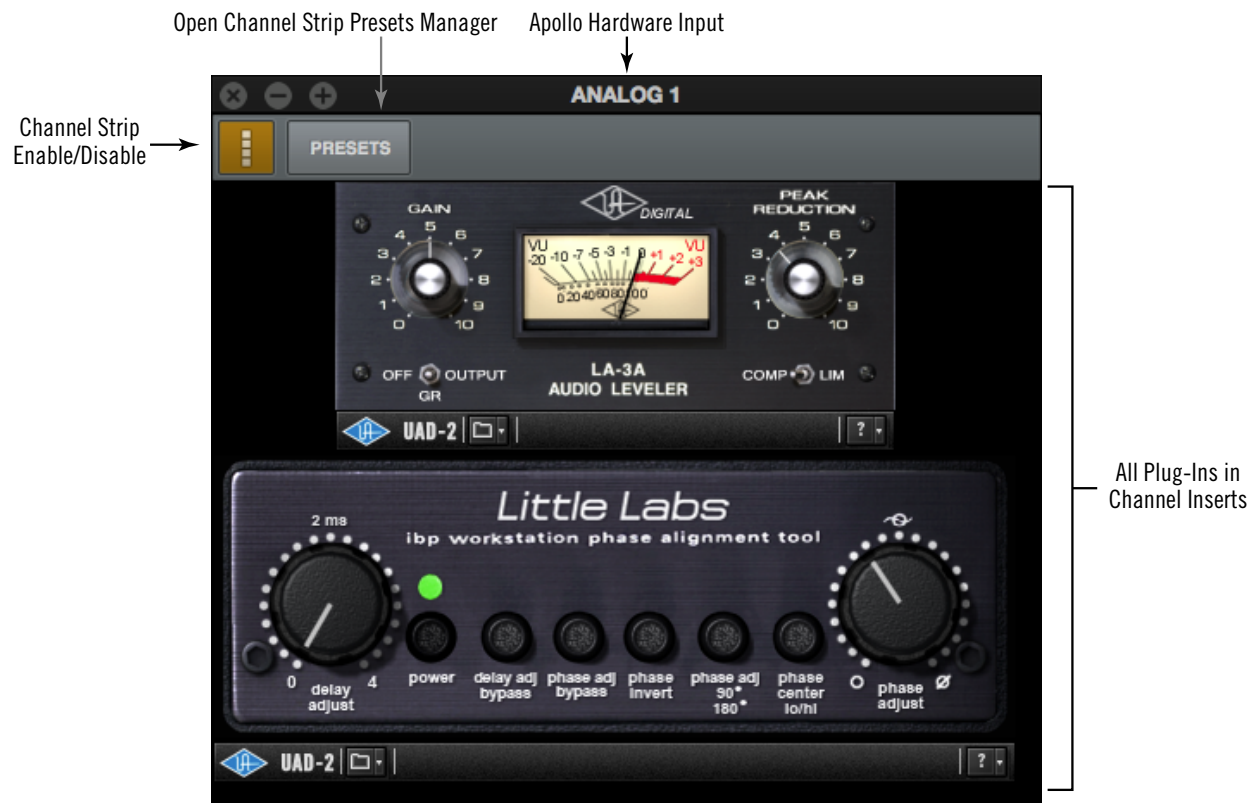 Open Channel Strip Presets Manager
Apollo Hardware Input
ANALOG 1
Channel Strip
Enable/Disable
PRESETS
GAIN
0 1 2 3 4 5 6 7 8 9 10
UA DIGITAL
VU VU
-20 -10 -7 -5 -3 -1 0 +1 +2 +3
0 20 40 60 80 100
PEAK
REDUCTION
0 1 2 3 4 5 6 7 8 9 10
OFF OUTPUT
GR
LA-3A
AUDIO LEVELER
COMP LIM
UA UAD-2 ?
All Plug-Ins in
Channel Inserts
Little Labs
ibp workstation phase alignment tool
2 ms
0 4
delay
adjust
power
delay adj
bypass
phase adj
bypass
phase
invert
phase adj
90°
180°
phase
center
lo/hi
O Ø
phase
adjust
UA UAD-2 ?